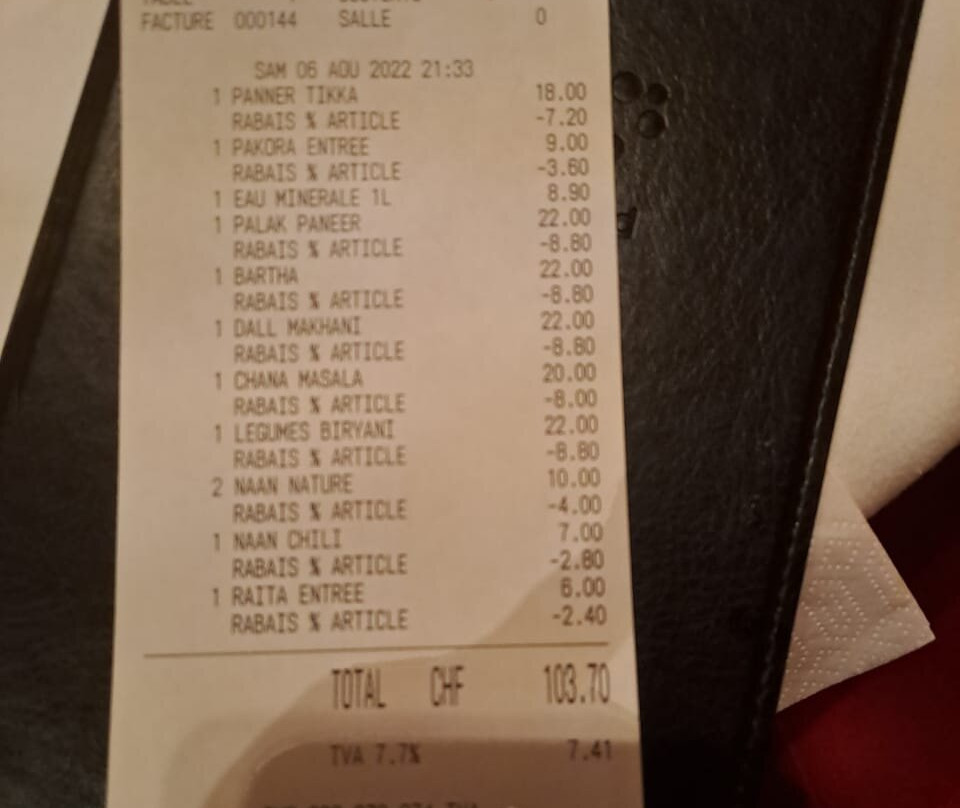 FACTURE 000144 SALLE 0
SAM 06 AOU 2022 21:33
1 PANNER TIKKA 18.00
RABAIS % ARTICLE -7.20
1 PAKORA ENTREE 9.00
RABAIS % ARTICLE -3.60
1 EAU MINERALE 1L 8.90
1 PALAK PANEER 22.00
RABAIS % ARTICLE -8.80
1 BARTHA 22.00
RABAIS % ARTICLE -8.80
1 DALL MAKHANI 22.00
RABAIS % ARTICLE -8.80
1 CHANA MASALA 20.00
RABAIS % ARTICLE -8.00
1 LEGUMES BIRYANI 22.00
RABAIS % ARTICLE -8.80
2 NAAN NATURE 10.00
RABAIS % ARTICLE -4.00
1 NAAN CHILI 7.00
RABAIS % ARTICLE -2.80
1 RAITA ENTREE 6.00
RABAIS % ARTICLE -2.40
TOTAL CHF 103.70
TVA 7.7% 7.41